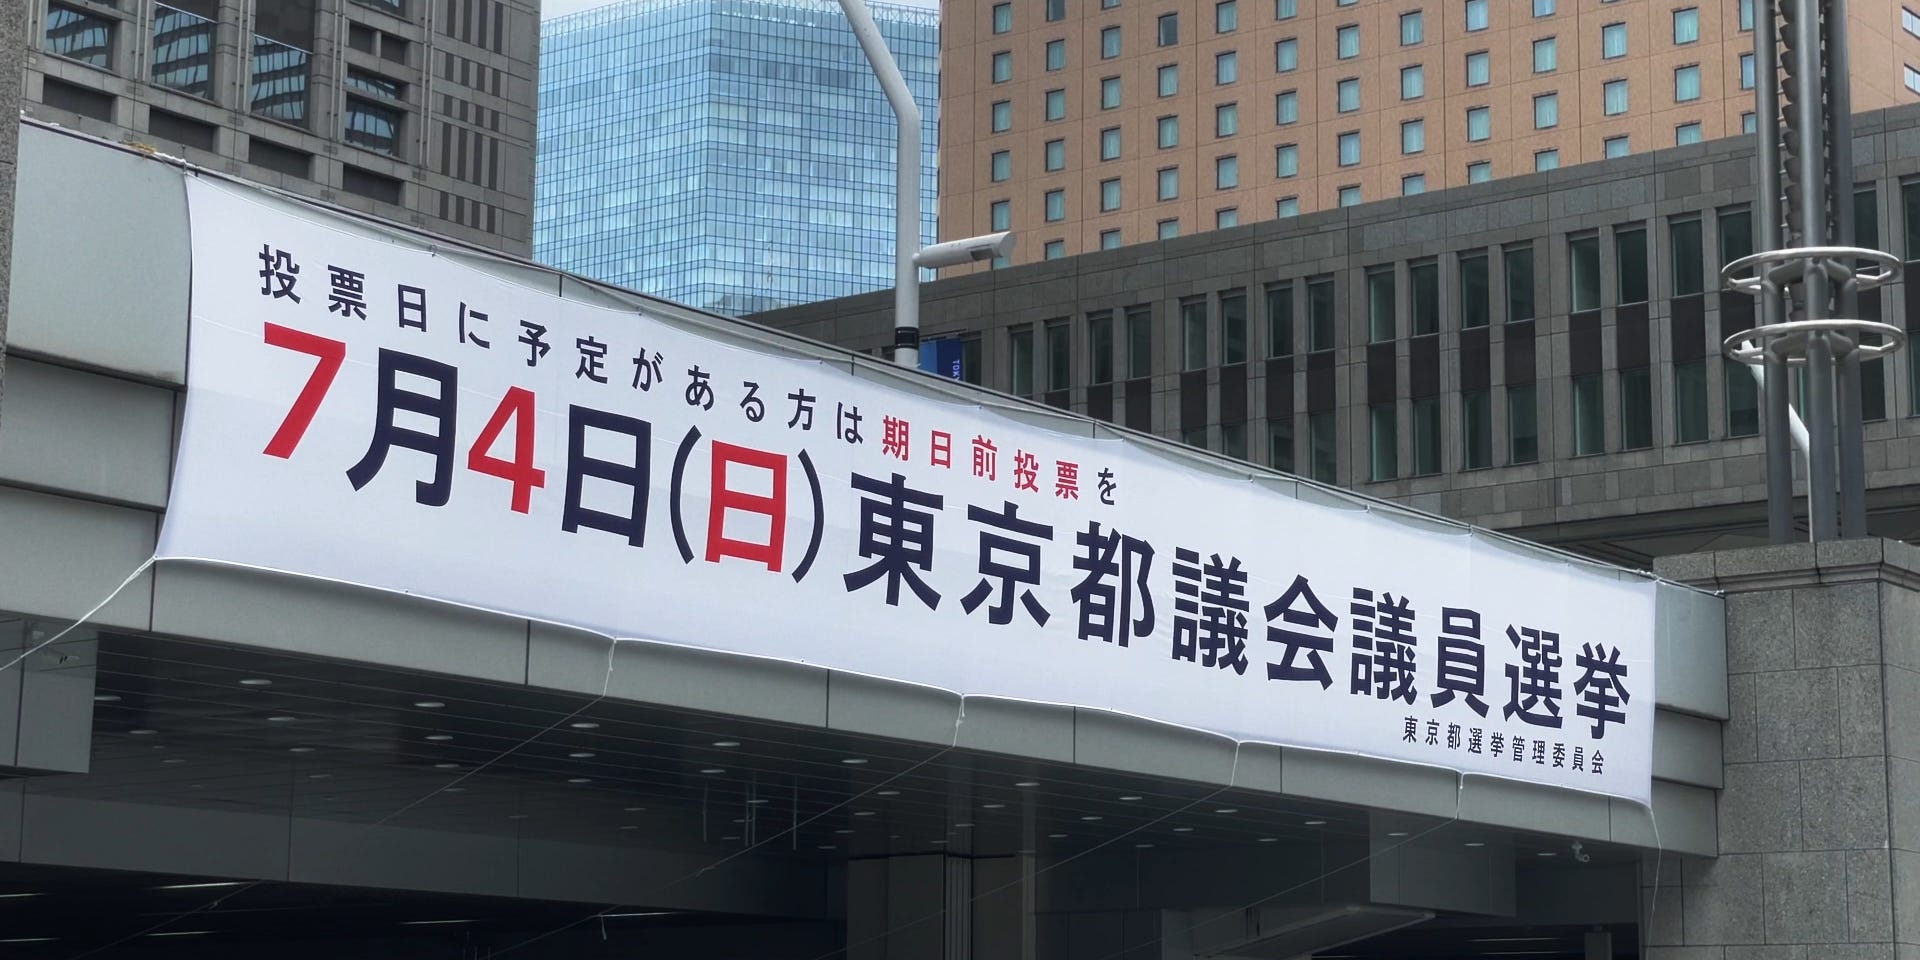 投票日に予定がある方は期日前投票を
7月4日(日)東京都議会議員選挙
東京都選挙管理委員会